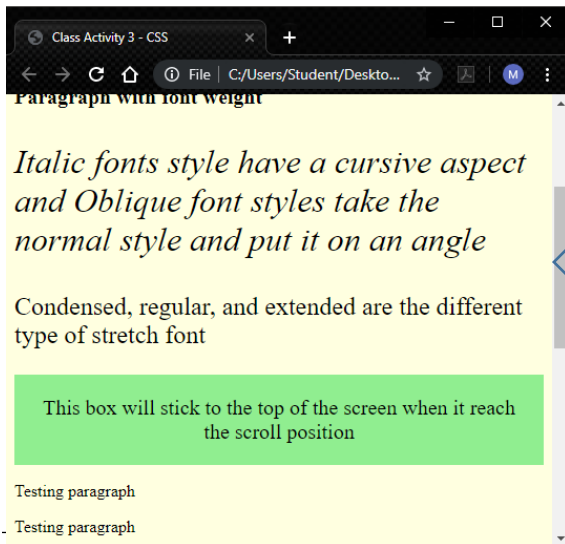 Class Activity 3 - CSS
File
C:/Users/Student/Deskto...
M
Paragraph with font weight
Italic fonts style have a cursive aspect
and Oblique font styles take the
normal style and put it on an angle
Condensed, regular, and extended are the different
type of stretch font
This box will stick to the top of the screen when it reach
the scroll position
Testing paragraph
Testing paragraph